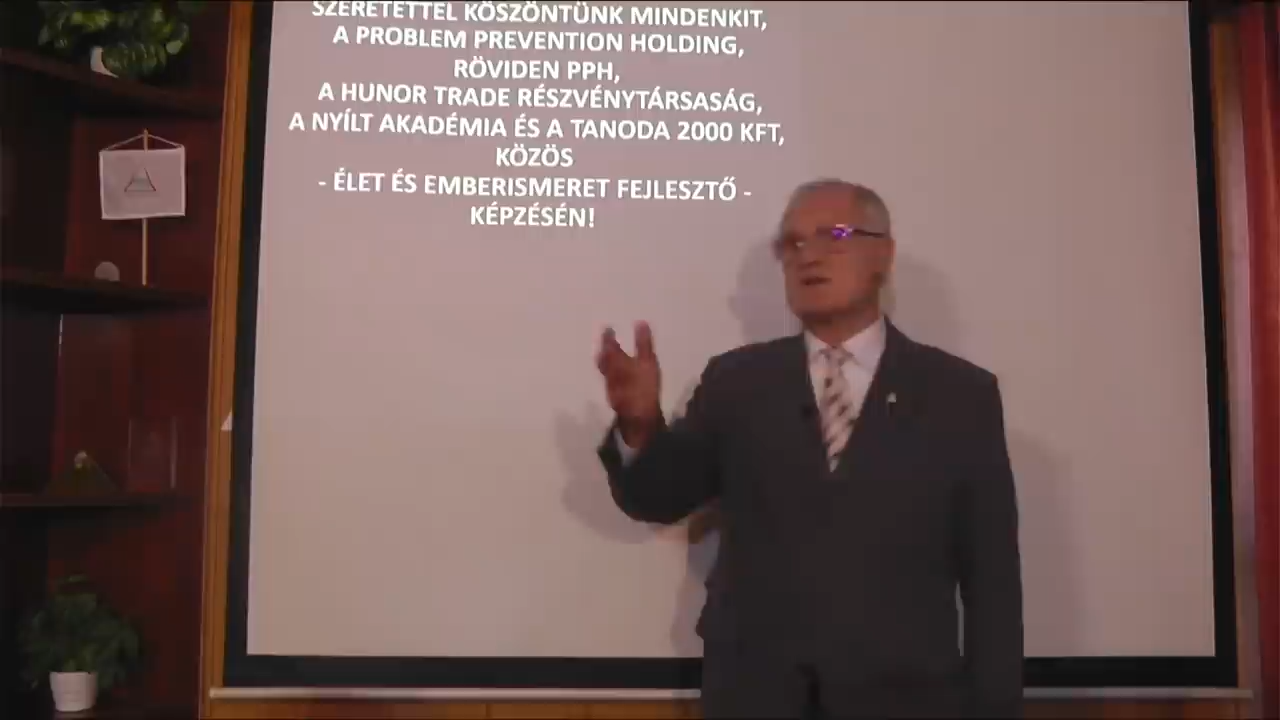 SZERETETTEL KÖSZÖNTÜNK MINDENKIT,
A PROBLEM PREVENTION HOLDING,
RÖVIDEN PPH,
A HUNOR TRADE RÉSZVÉNYTÁRSASÁG,
A NYÍLT AKADÉMIA ÉS A TANODA 2000 KFT,
KÖZÖS
- ÉLET ÉS EMBERISMERET FEJLESZTŐ -
KÉPZÉSÉN!